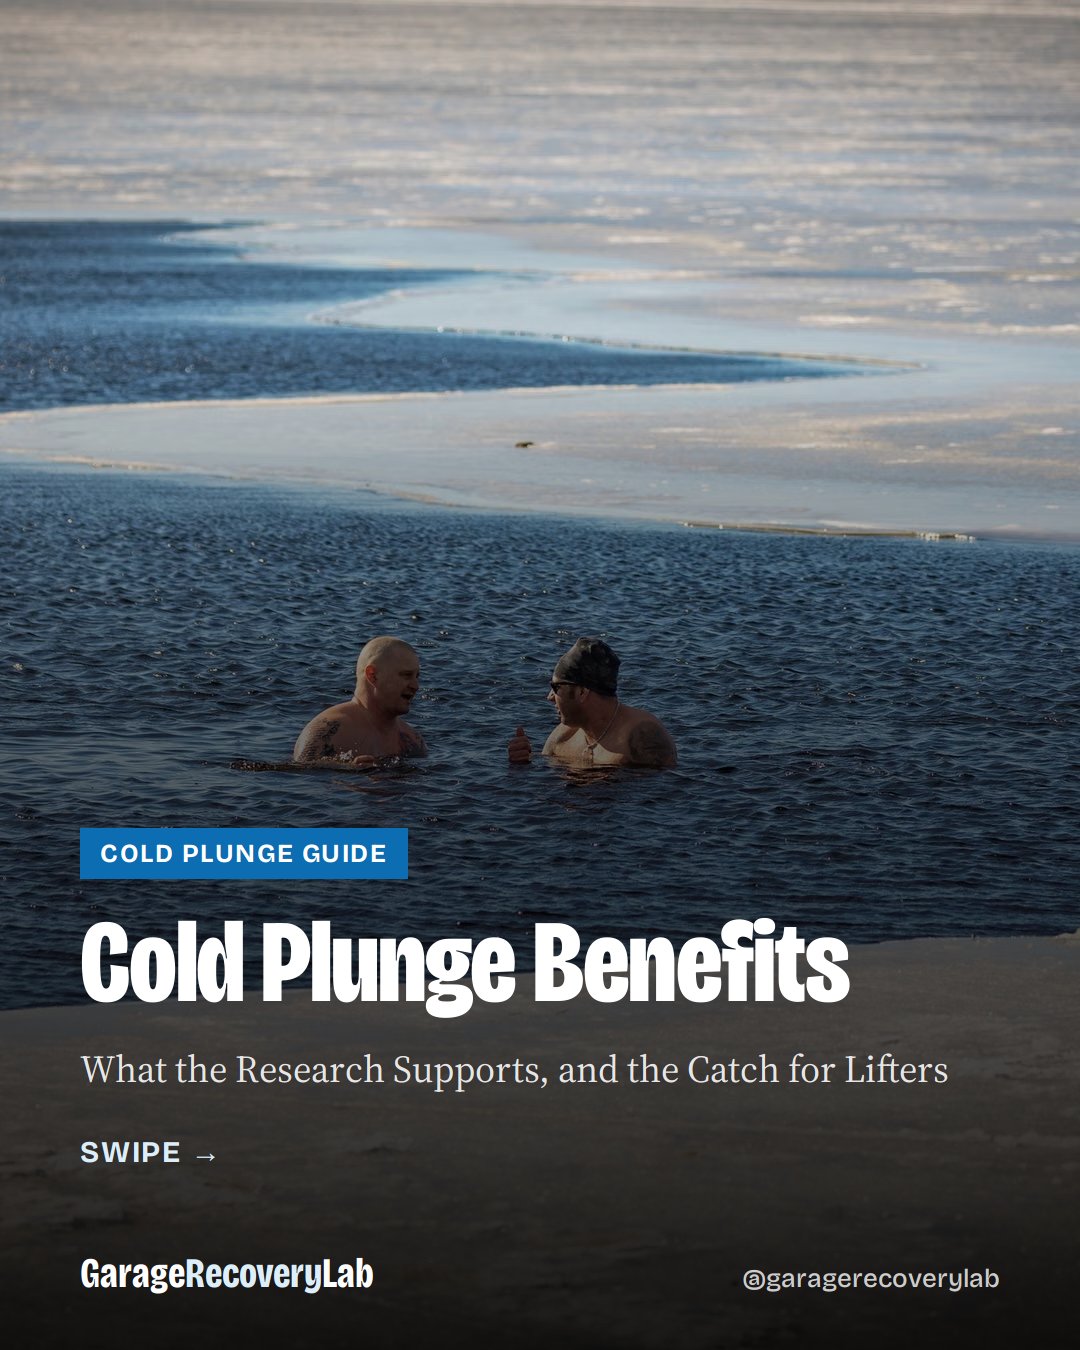 COLD PLUNGE GUIDE
Cold Plunge Benefits
What the Research Supports, and the Catch for Lifters
SWIPE →
GarageRecoveryLab
@garagerecoverylab